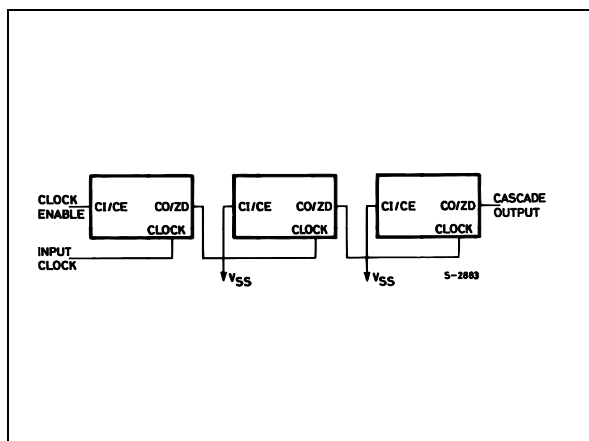 CLOCK
ENABLE
CI/CE
CO/ZD
CLOCK
INPUT
CLOCK
CI/CE
CO/ZD
CLOCK
VSS
CI/CE
CO/ZD
CLOCK
VSS
CASCADE
OUTPUT
S-2883